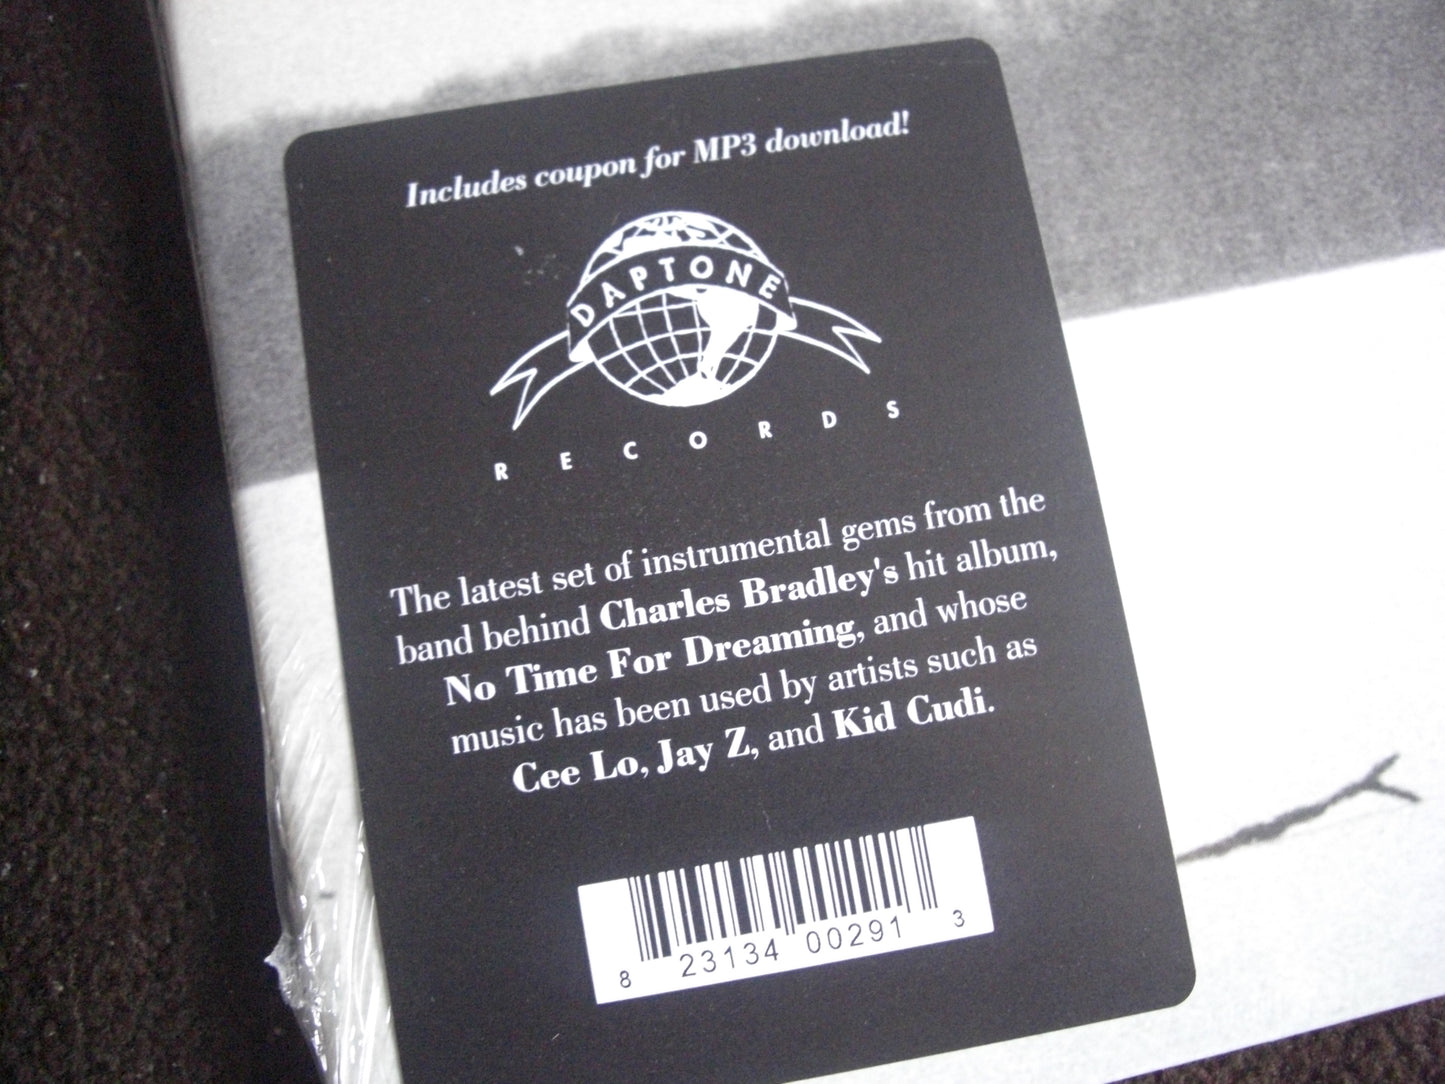 Includes coupon for MP3 download!
DAPTONE
RECORDS
The latest set of instrumental gems from the
band behind Charles Bradley's hit album,
No Time For Dreaming, and whose
music has been used by artists such as
Cee Lo, Jay Z, and Kid Cudi.
8 23134 00291 3